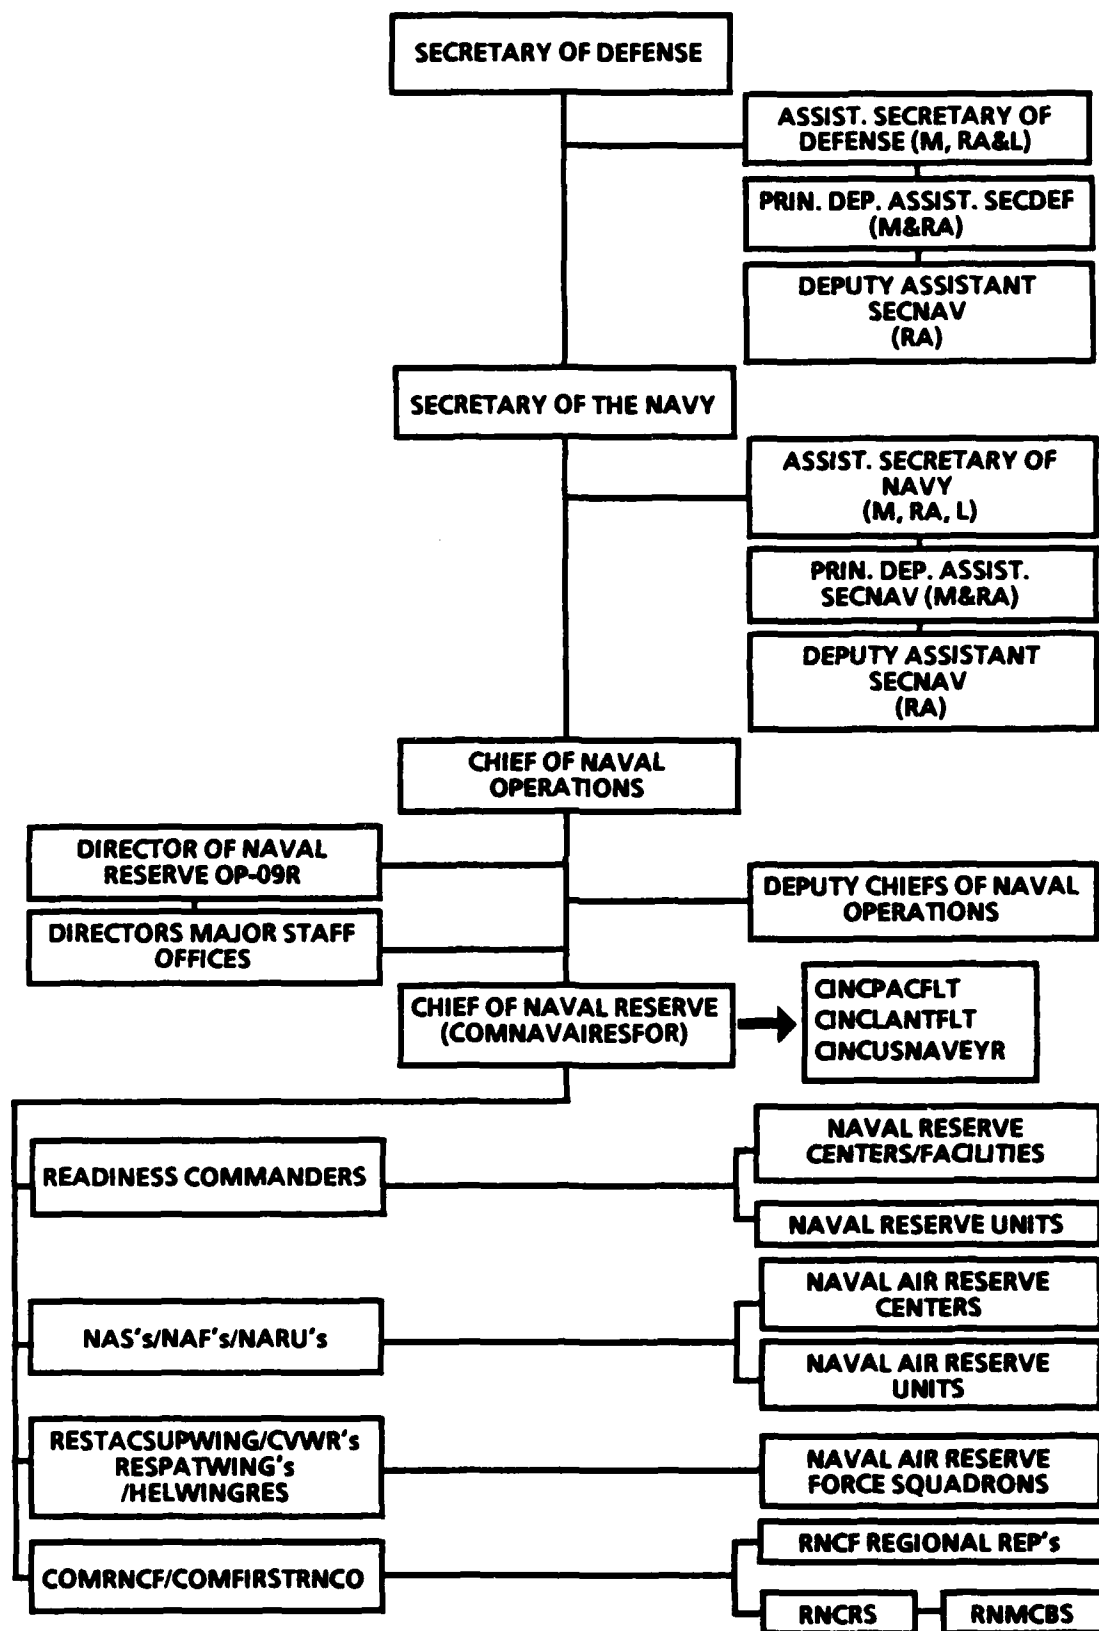 SECRETARY OF DEFENSE
ASSIST. SECRETARY OF
DEFENSE (M, RA&L)
PRIN. DEP. ASSIST. SECDEF
(M&RA)
DEPUTY ASSISTANT
SECNAV
(RA)
SECRETARY OF THE NAVY
ASSIST. SECRETARY OF
NAVY
(M, RA, L)
PRIN. DEP. ASSIST.
SECNAV (M&RA)
DEPUTY ASSISTANT
SECNAV
(RA)
CHIEF OF NAVAL
OPERATIONS
DIRECTOR OF NAVAL
RESERVE OP-09R
DEPUTY CHIEFS OF NAVAL
OPERATIONS
DIRECTORS MAJOR STAFF
OFFICES
CHIEF OF NAVAL RESERVE
(COMNAVAIRESFOR)
CINCPACFLT
CINCLANTFLT
CINCUSNAVEYR
READINESS COMMANDERS
NAVAL RESERVE
CENTERS/FACILITIES
NAVAL RESERVE UNITS
NAS's/NAF's/NARU's
NAVAL AIR RESERVE
CENTERS
NAVAL AIR RESERVE
UNITS
RESTACSUPWING/CVWR's
RESPATWING's
/HELWINGRES
NAVAL AIR RESERVE
FORCE SQUADRONS
COMRNCF/COMFIRSTRNCO
RNCF REGIONAL REP's
RNCRS
RNMCBS